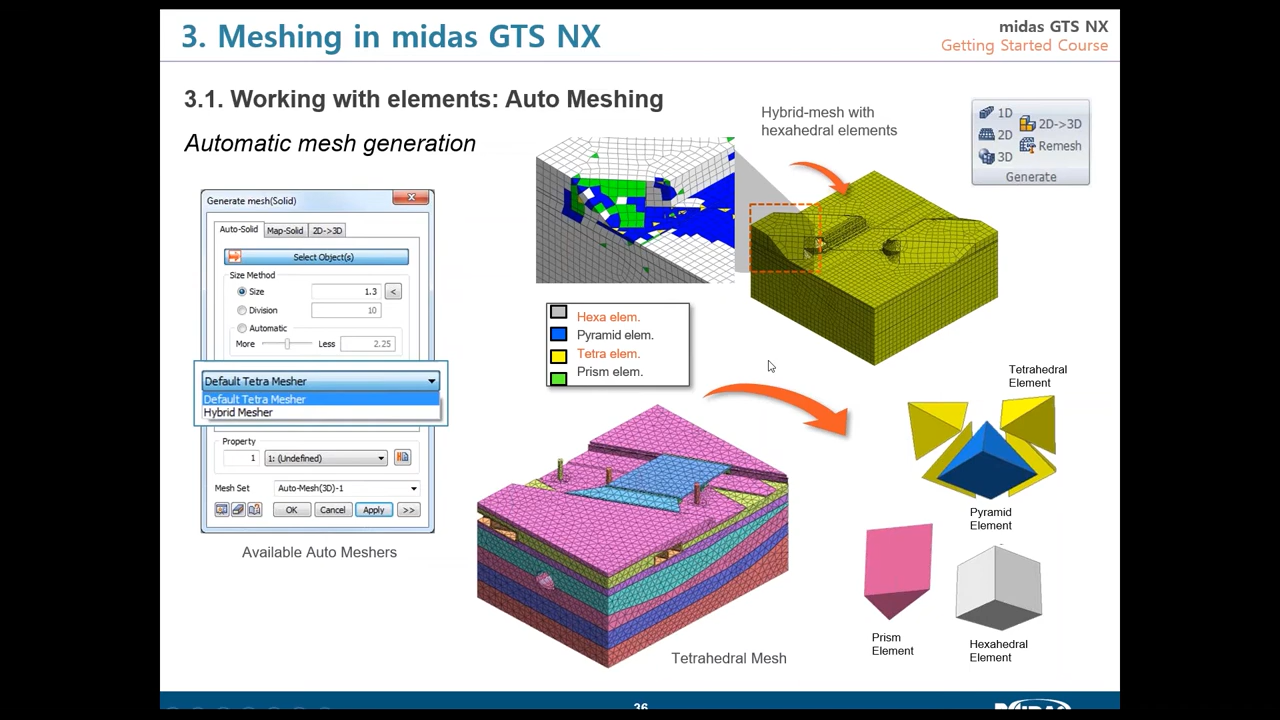 3. Meshing in midas GTS NX
midas GTS NX
Getting Started Course
3.1. Working with elements: Auto Meshing
Automatic mesh generation
Hybrid-mesh with
hexahedral elements
1D
2D
3D
2D->3D
Remesh
Generate
Generate mesh(Solid)
Auto-Solid
Map-Solid
2D->3D
Select Object(s)
Size Method
Size
1.3
<
Division
10
Automatic
More
Less
2.25
Default Tetra Mesher
Default Tetra Mesher
Hybrid Mesher
Property
1
1: (Undefined)
Mesh Set
Auto-Mesh(3D)-1
OK
Cancel
Apply
>>
Available Auto Meshers
Hexa elem.
Pyramid elem.
Tetra elem.
Prism elem.
Tetrahedral
Element
Pyramid
Element
Prism
Element
Hexahedral
Element
Tetrahedral Mesh
36